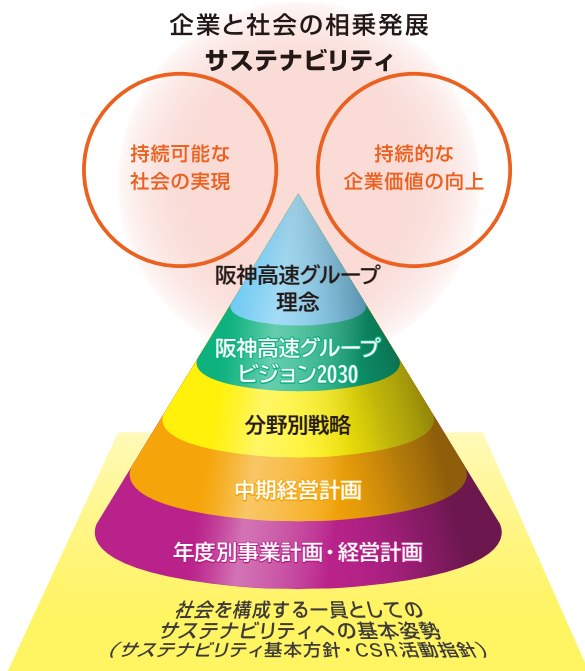 企業と社会の相乗発展
サステナビリティ
持続可能な
社会の実現
持続的な
企業価値の向上
阪神高速グループ
理念
阪神高速グループ
ビジョン2030
分野別戦略
中期経営計画
年度別事業計画・経営計画
社会を構成する一員としての
サステナビリティへの基本姿勢
(サステナビリティ基本方針・CSR活動指針)